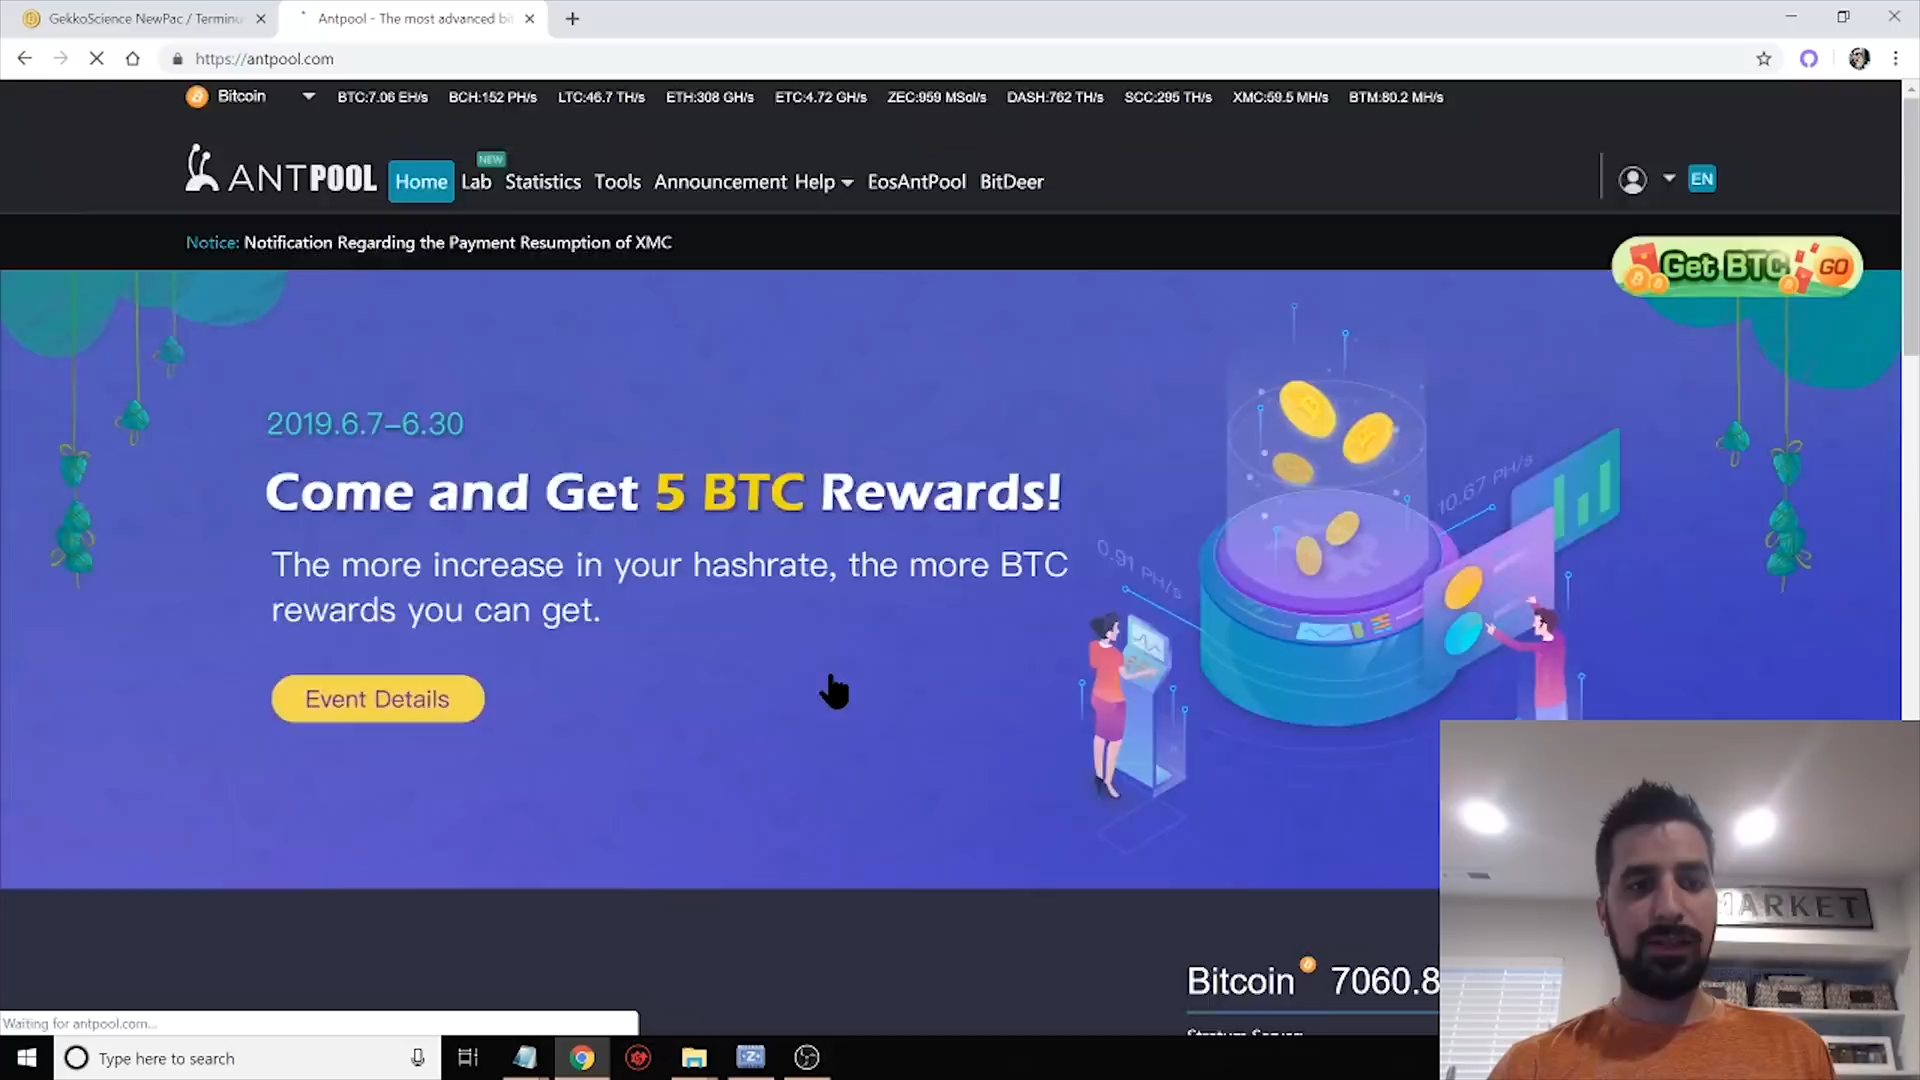 GekkoScience NewPac / Termin
Antpool - The most advanced bi
https://antpool.com
Bitcoin
BTC:7.06 EH/s BCH:152 PH/s LTC:46.7 TH/s ETH:308 GH/s ETC:4.72 GH/s ZEC:959 MSol/s DASH:762 TH/s SCC:295 TH/s XMC:59.5 MH/s BTM:80.2 MH/s
ANTPOOL
Home
NEW
Lab
Statistics
Tools
Announcement
Help
EosAntPool
BitDeer
EN
Notice: Notification Regarding the Payment Resumption of XMC
Get BTC GO
2019.6.7–6.30
Come and Get 5 BTC Rewards!
The more increase in your hashrate, the more BTC
rewards you can get.
Event Details
0.91 PH/s
10.67 PH/s
MARKET
Bitcoin 7060.8
Waiting for antpool.com...
Type here to search